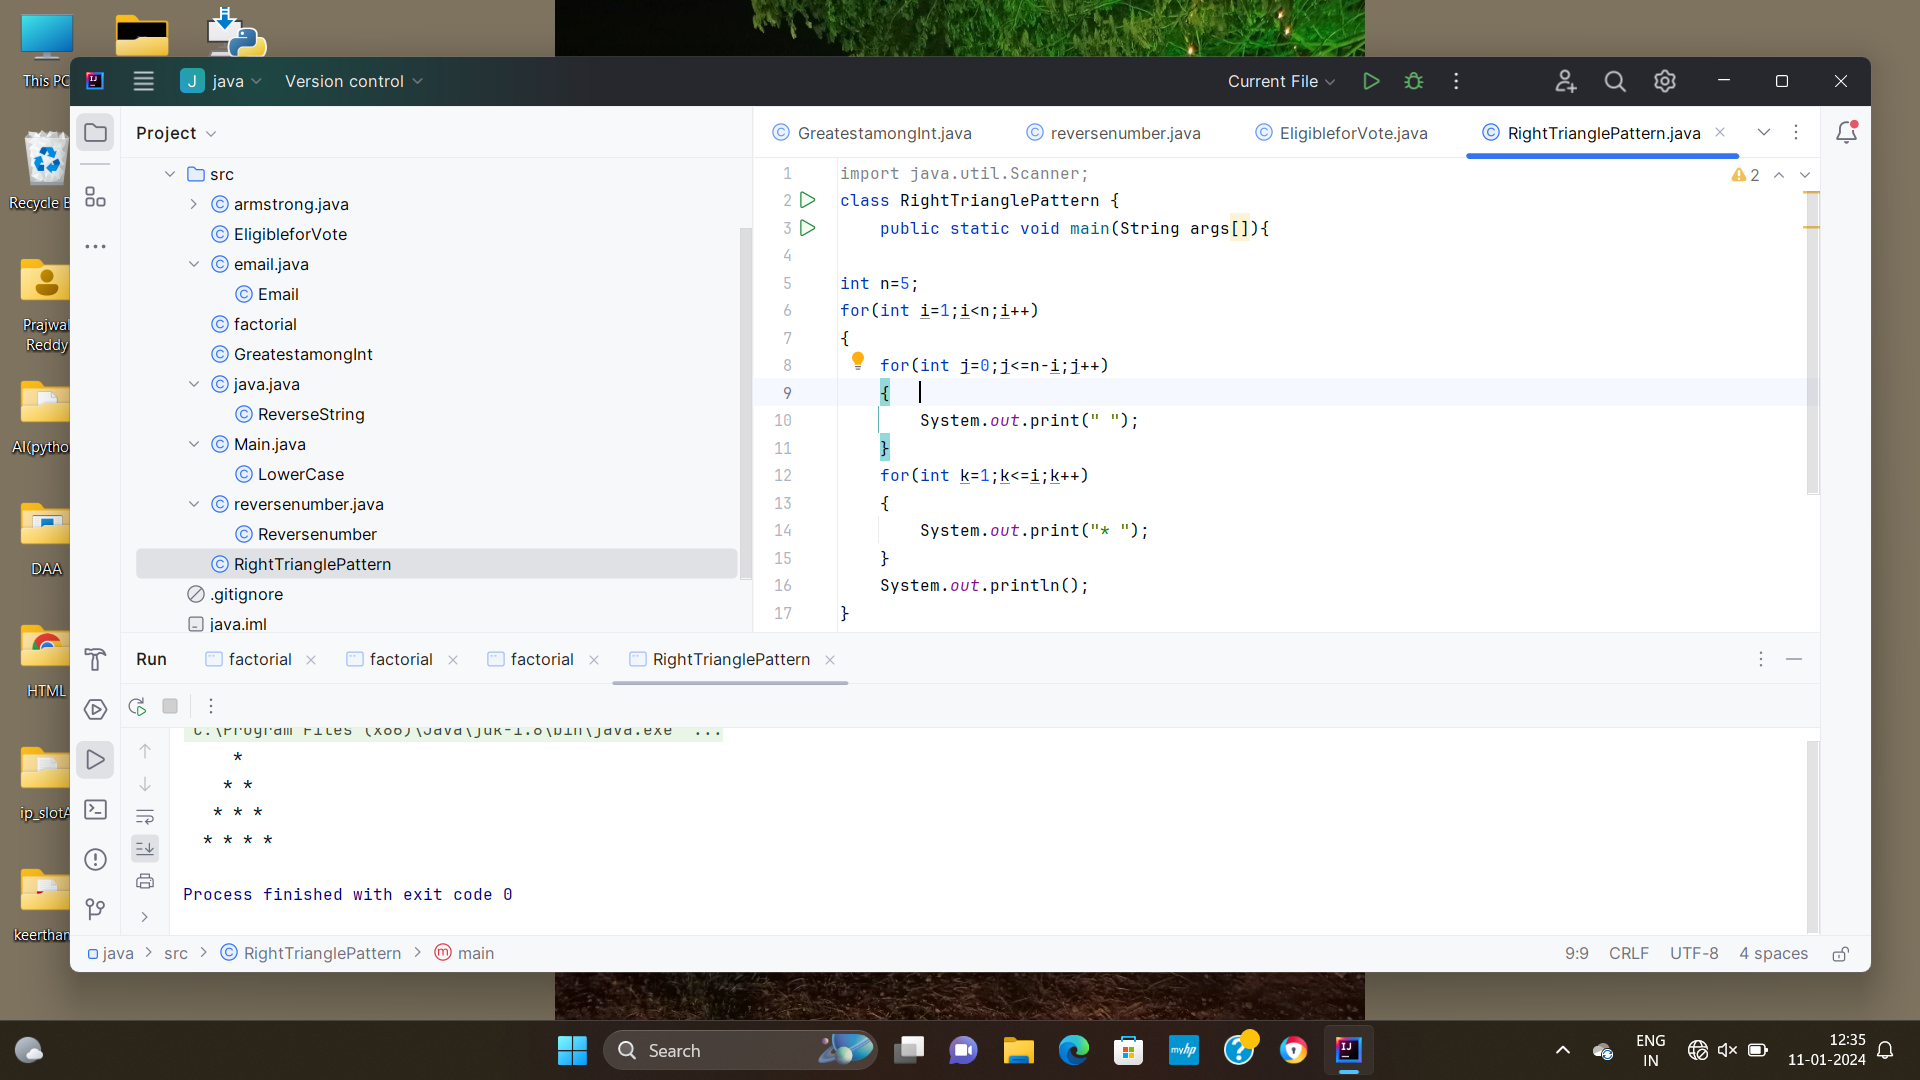 This PC
Recycle B
Prajwal
Reddy
AI(pytho
DAA
HTML
ip_slotA
keerthan
J java
Version control
Current File
Project
GreatestamongInt.java
reversenumber.java
EligibleforVote.java
RightTrianglePattern.java
src
armstrong.java
EligibleforVote
email.java
Email
factorial
GreatestamongInt
java.java
ReverseString
Main.java
LowerCase
reversenumber.java
Reversenumber
RightTrianglePattern
.gitignore
java.iml
2
1 import java.util.Scanner;
2 class RightTrianglePattern {
3 public static void main(String args[]){
4
5 int n=5;
6 for(int i=1;i<n;i++)
7 {
8 for(int j=0;j<=n-i;j++)
9 {
10 System.out.print(" ");
11 }
12 for(int k=1;k<=i;k++)
13 {
14 System.out.print("* ");
15 }
16 System.out.println();
17 }
Run
factorial
factorial
factorial
RightTrianglePattern
"C:\Program Files (x86)\Java\jdk-1.8\bin\java.exe" ...
*
* *
* * *
* * * *
Process finished with exit code 0
java > src > RightTrianglePattern > main
9:9 CRLF UTF-8 4 spaces
Search
myhp
ENG
IN
12:35
11-01-2024